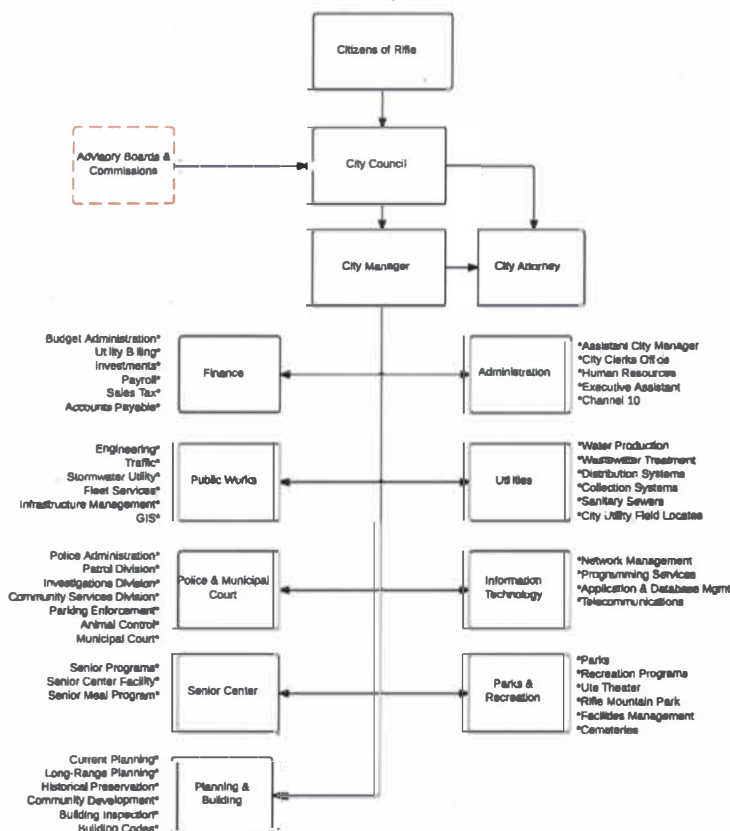 Citizens of Rifle
Advisory Boards &
Commissions
City Council
City Manager
City Attorney
Budget Administration*
Utility Billing*
Investments*
Payroll*
Sales Tax*
Accounts Payable*
Finance
Administration
*Assistant City Manager
*City Clerks Office
*Human Resources
*Executive Assistant
*Channel 10
Engineering*
Traffic*
Stormwater Utility*
Fleet Services*
Infrastructure Management*
GIS*
Public Works
Utilities
*Water Production
*Wastewater Treatment
*Distribution Systems
*Collection Systems
*Sanitary Sewers
*City Utility Field Locates
Police Administration*
Patrol Division*
Investigations Division*
Community Services Division*
Parking Enforcement*
Animal Control*
Municipal Court*
Police & Municipal
Court
Information
Technology
*Network Management
*Programming Services
*Application & Database Mgmt
*Telecommunications
Senior Programs*
Senior Center Facility*
Senior Meal Program*
Senior Center
Parks &
Recreation
*Parks
*Recreation Programs
*Ute Theater
*Rifle Mountain Park
*Facilities Management
*Cemeteries
Current Planning*
Long-Range Planning*
Historical Preservation*
Community Development*
Building Inspection*
Building Codes*
Planning &
Building